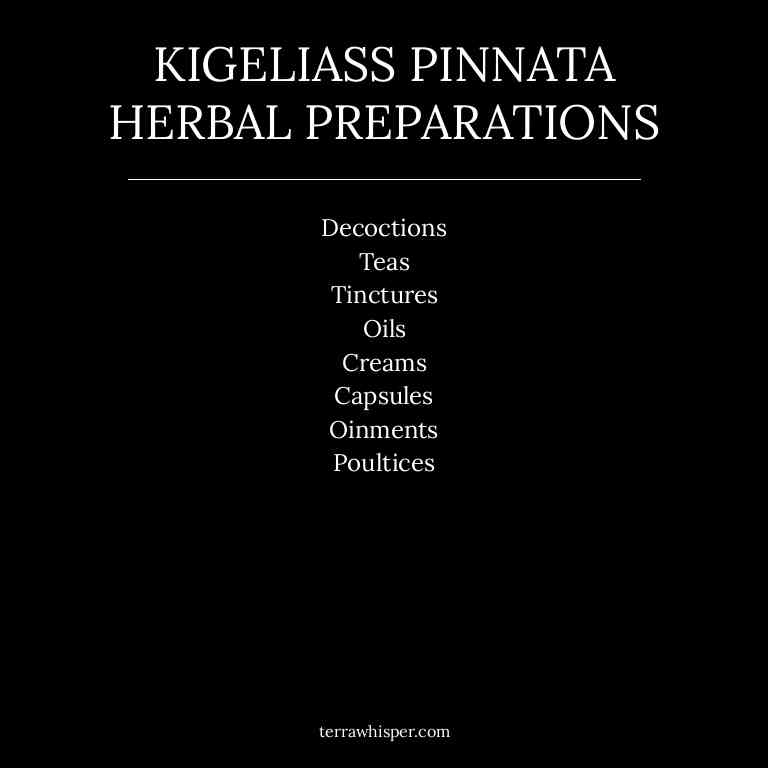 KIGELIASS PINNATA
HERBAL PREPARATIONS
Decoctions
Teas
Tinctures
Oils
Creams
Capsules
Oinments
Poultices
terrawhisper.com